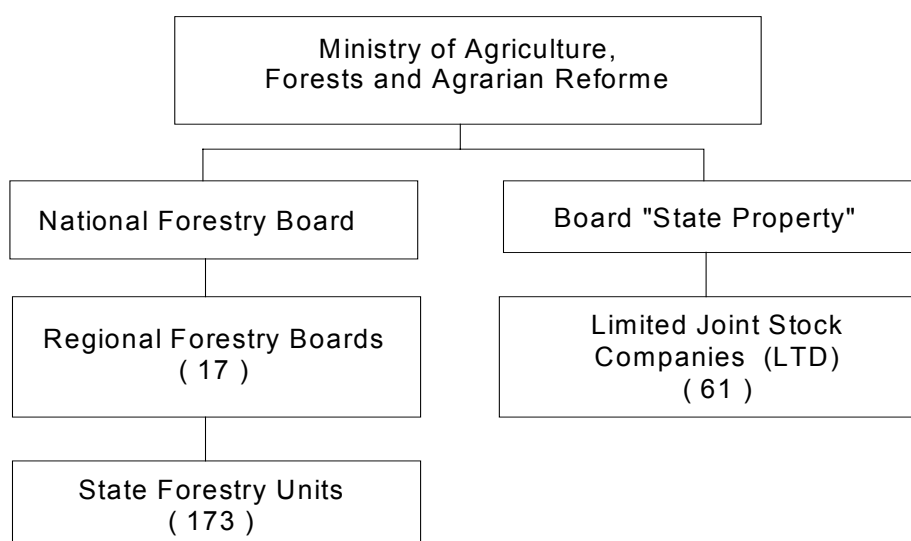 Ministry of Agriculture,
Forests and Agrarian Reforme
National Forestry Board
Board "State Property"
Regional Forestry Boards
( 17 )
Limited Joint Stock
Companies (LTD)
( 61 )
State Forestry Units
( 173 )